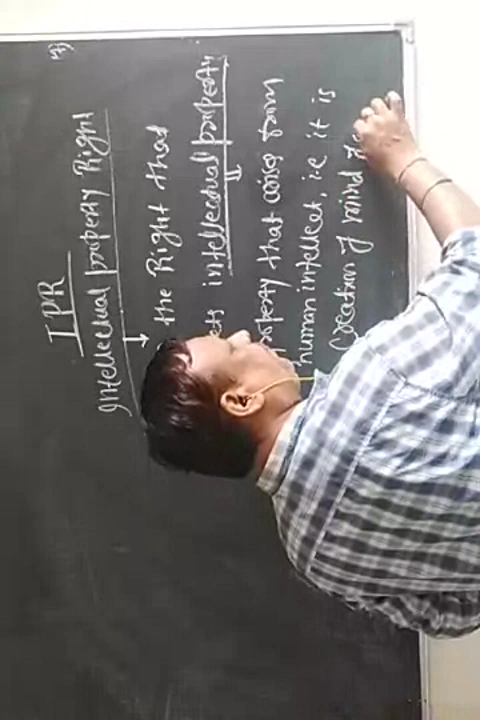 IPR
Intellectual property Right
the Right that
intellectual property
property that arises from
human intellect, i.e it is
Creation of mind